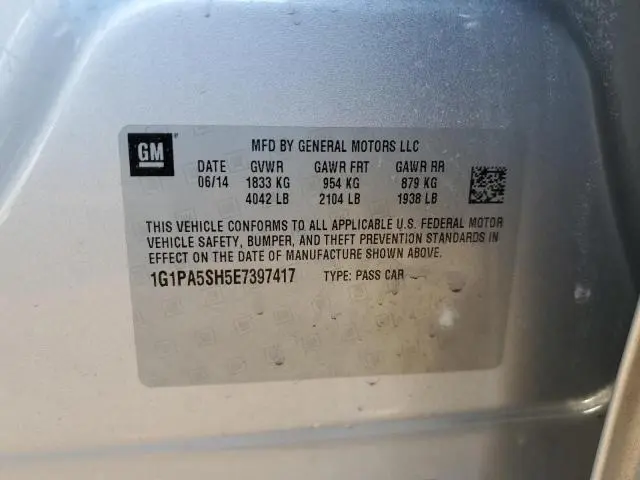 GM
MFD BY GENERAL MOTORS LLC
DATE GVWR GAWR FRT GAWR RR
06/14 1833 KG 954 KG 879 KG
4042 LB 2104 LB 1938 LB
THIS VEHICLE CONFORMS TO ALL APPLICABLE U.S. FEDERAL MOTOR
VEHICLE SAFETY, BUMPER, AND THEFT PREVENTION STANDARDS IN
EFFECT ON THE DATE OF MANUFACTURE SHOWN ABOVE.
1G1PA5SH5E7397417 TYPE: PASS CAR